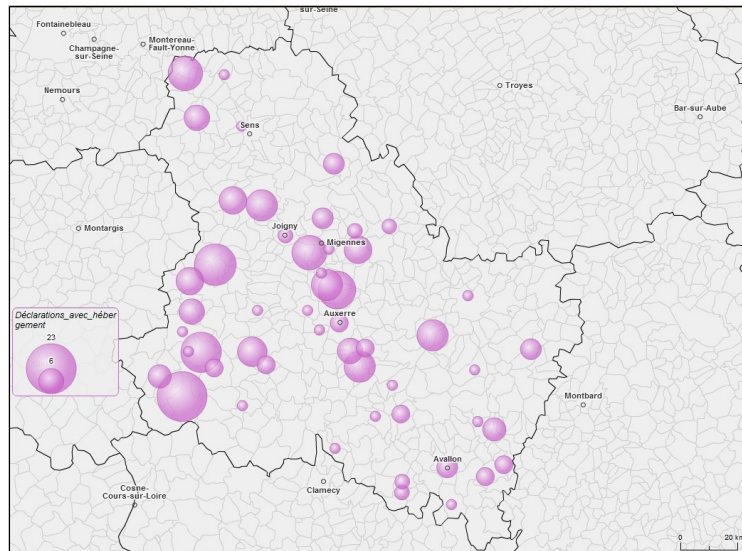 sur-Seine
Fontainebleau
Champagne-
sur-Seine
Montereau-
Fault-Yonne
Nemours
Troyes
Bar-sur-Aube
Sens
Montargis
Joigny
Migennes
Déclarations_avec_héber
gement
23
6
Auxerre
Montbard
Avallon
Cosne-
Cours-sur-Loire
Clamecy
0 20 km